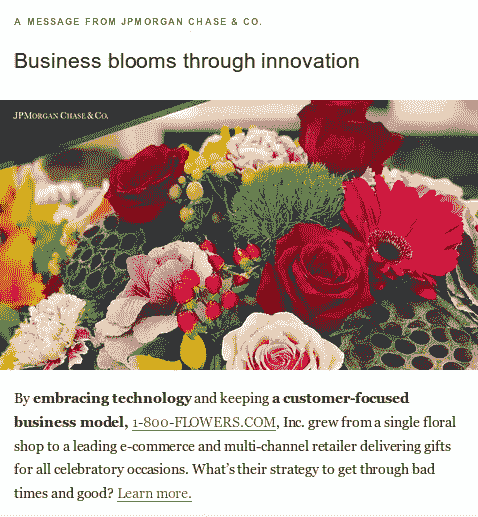 A MESSAGE FROM JPMORGAN CHASE & CO.
Business blooms through innovation
JPMORGAN CHASE & CO.
By embracing technology and keeping a customer-focused
business model, 1-800-FLOWERS.COM, Inc. grew from a single floral
shop to a leading e-commerce and multi-channel retailer delivering gifts
for all celebratory occasions. What's their strategy to get through bad
times and good? Learn more.